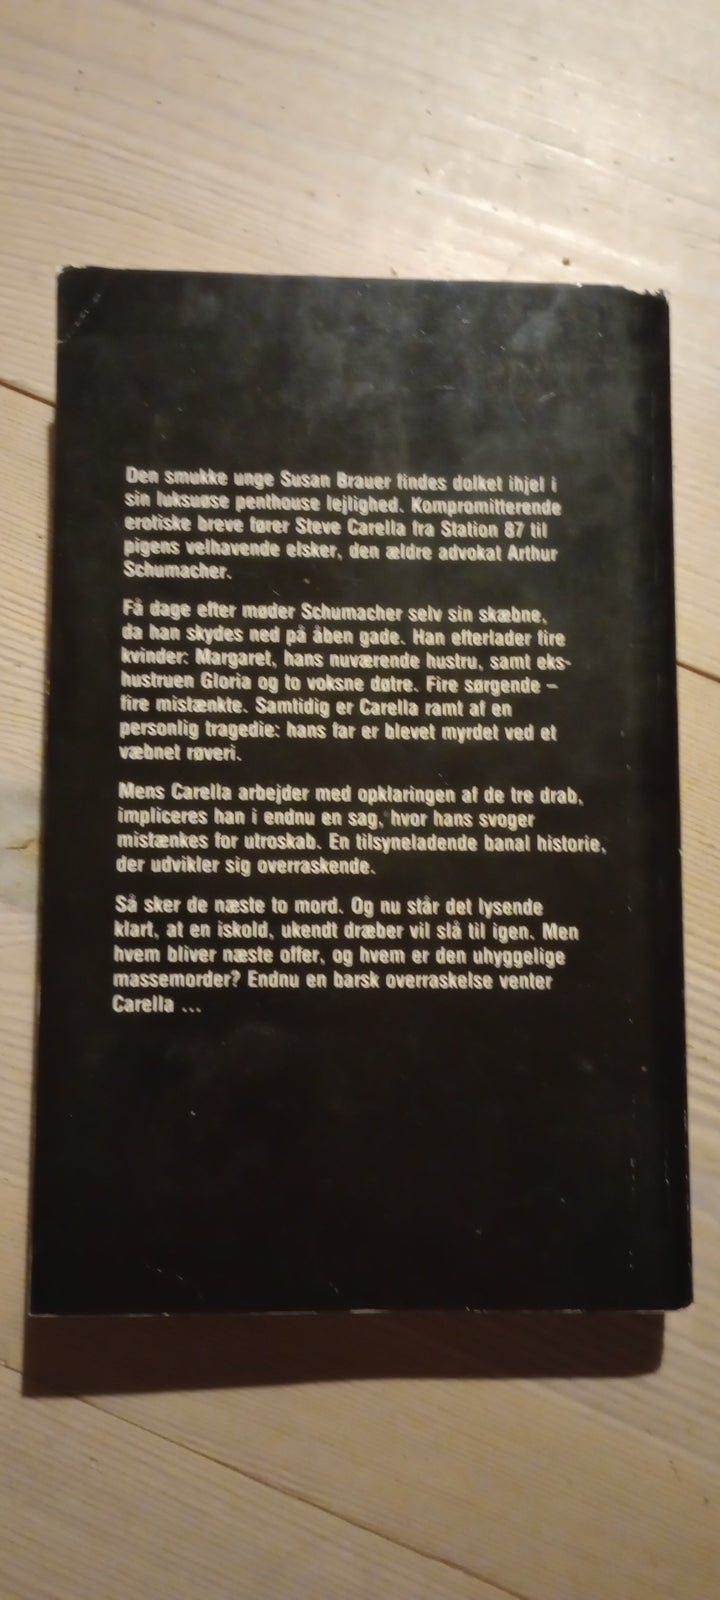 Den smukke unge Susan Brauer findes dolket ihjel i
sin luksuøse penthouse lejlighed. Kompromitterende
erotiske breve fører Steve Carella fra Station 87 til
pigens velhavende elsker, den ældre advokat Arthur
Schumacher.
Få dage efter møder Schumacher selv sin skæbne,
da han skydes ned på åben gade. Han efterlader fire
kvinder: Margaret, hans nuværende hustru, samt eks-
hustruen Gloria og to voksne døtre. Fire sørgende –
fire mistænkte. Samtidig er Carella ramt af en
personlig tragedie: hans far er blevet myrdet ved et
væbnet røveri.
Mens Carella arbejder med opklaringen af de tre drab,
impliceres han i endnu en sag, hvor hans svoger
mistænkes for utroskab. En tilsyneladende banal historie,
der udvikler sig overraskende.
Så sker de næste to mord. Og nu står det lysende
klart, at en iskold, ukendt dræber vil slå til igen. Men
hvem bliver næste offer, og hvem er den uhyggelige
massemorder? Endnu en barsk overraskelse venter
Carella ...